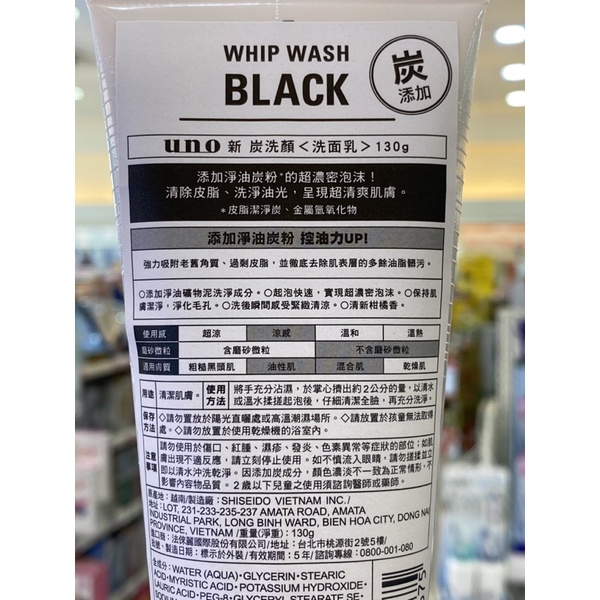 WHIP WASH
BLACK
炭
添加
uno 新 炭洗顏<洗面乳>130g
添加淨油炭粉*的超濃密泡沫！
清除皮脂、洗淨油光，呈現超清爽肌膚。
*皮脂潔淨炭、金屬氫氧化物
添加淨油炭粉 控油力UP!
強力吸附老舊角質、過剩皮脂，並徹底去除肌表層的多餘油脂髒污。
○添加淨油礦物泥洗淨成分。○起泡快速，實現超濃密泡沫。○保持肌
膚潔淨，淨化毛孔。○洗後瞬間感受緊緻清涼。○清新柑橘香。
使用感 超涼 涼感 溫和 溫熱
磨砂微粒 含磨砂微粒 不含磨砂微粒
適用膚質 粗糙黑頭肌 油性肌 混合肌 乾燥肌
用途 清潔肌膚。 使用方法 將手充分沾濕，於掌心擠出約2公分的量，以清水
或溫水揉搓起泡後，仔細清潔全臉，再充分洗淨。
保存方法 ◇請勿置放於陽光直曬處或高溫潮濕場所。◇請放置於孩童無法取得
處。◇請勿放置於使用乾燥機的浴室內。
注意事項 請勿使用於傷口、紅腫、濕疹、發炎、色素異常等症狀的部位；如肌
膚出現不適反應，請立刻停止使用。如不慎流入眼睛，請勿搓揉，立
即以清水沖洗乾淨。因添加炭成分，顏色濃淡不一致為正常情形，不
影響內容物品質。2歲以下兒童之使用須諮詢醫師或藥師。
原產地：越南/製造廠：SHISEIDO VIETNAM INC./
地址:LOT, 231-233-235-237 AMATA ROAD, AMATA
INDUSTRIAL PARK, LONG BINH WARD, BIEN HOA CITY, DONG NAI
PROVINCE, VIETNAM /重量(淨重)：130g
進口商：法徠麗國際股份有限公司/地址：台北市桃源街2號5樓/
製造日期：標示於外裝/有效期間：5年/諮詢專線：0800-001-080
全成分：WATER (AQUA)•GLYCERIN•STEARIC
ACID•MYRISTIC ACID•POTASSIUM HYDROXIDE•
LAURIC ACID•PEG-8•GLYCERYL STEARATE SE•